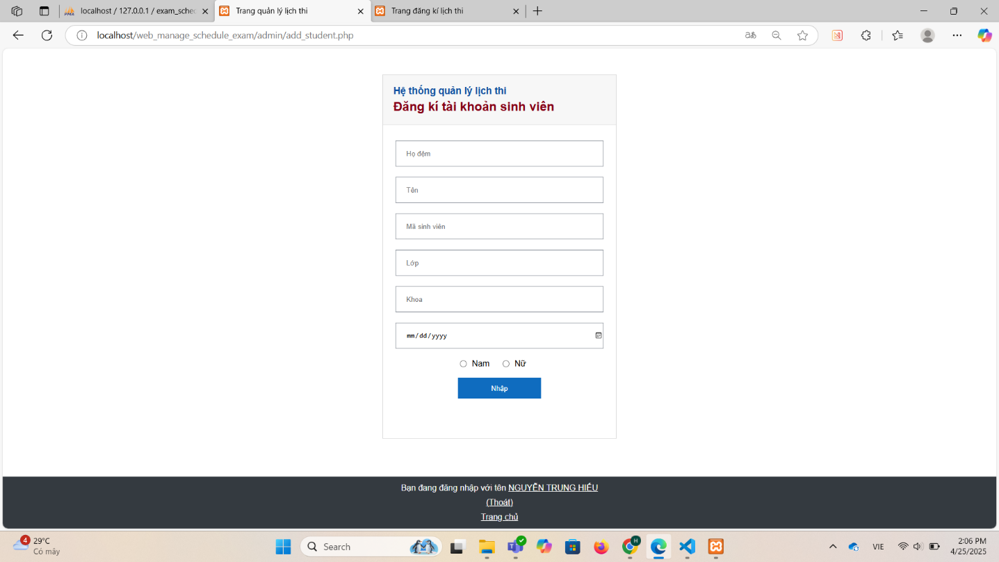 localhost / 127.0.0.1 / exam_sched
Trang quản lý lịch thi
Trang đăng kí lịch thi
localhost/web_manage_schedule_exam/admin/add_student.php
Hệ thống quản lý lịch thi
Đăng kí tài khoản sinh viên
Họ đệm
Tên
Mã sinh viên
Lớp
Khoa
mm/dd/yyyy
Nam Nữ
Nhập
Bạn đang đăng nhập với tên NGUYỄN TRUNG HIẾU
(Thoát)
Trang chủ
4
29°C
Có mây
Search
H
VIE
2:06 PM
4/25/2025